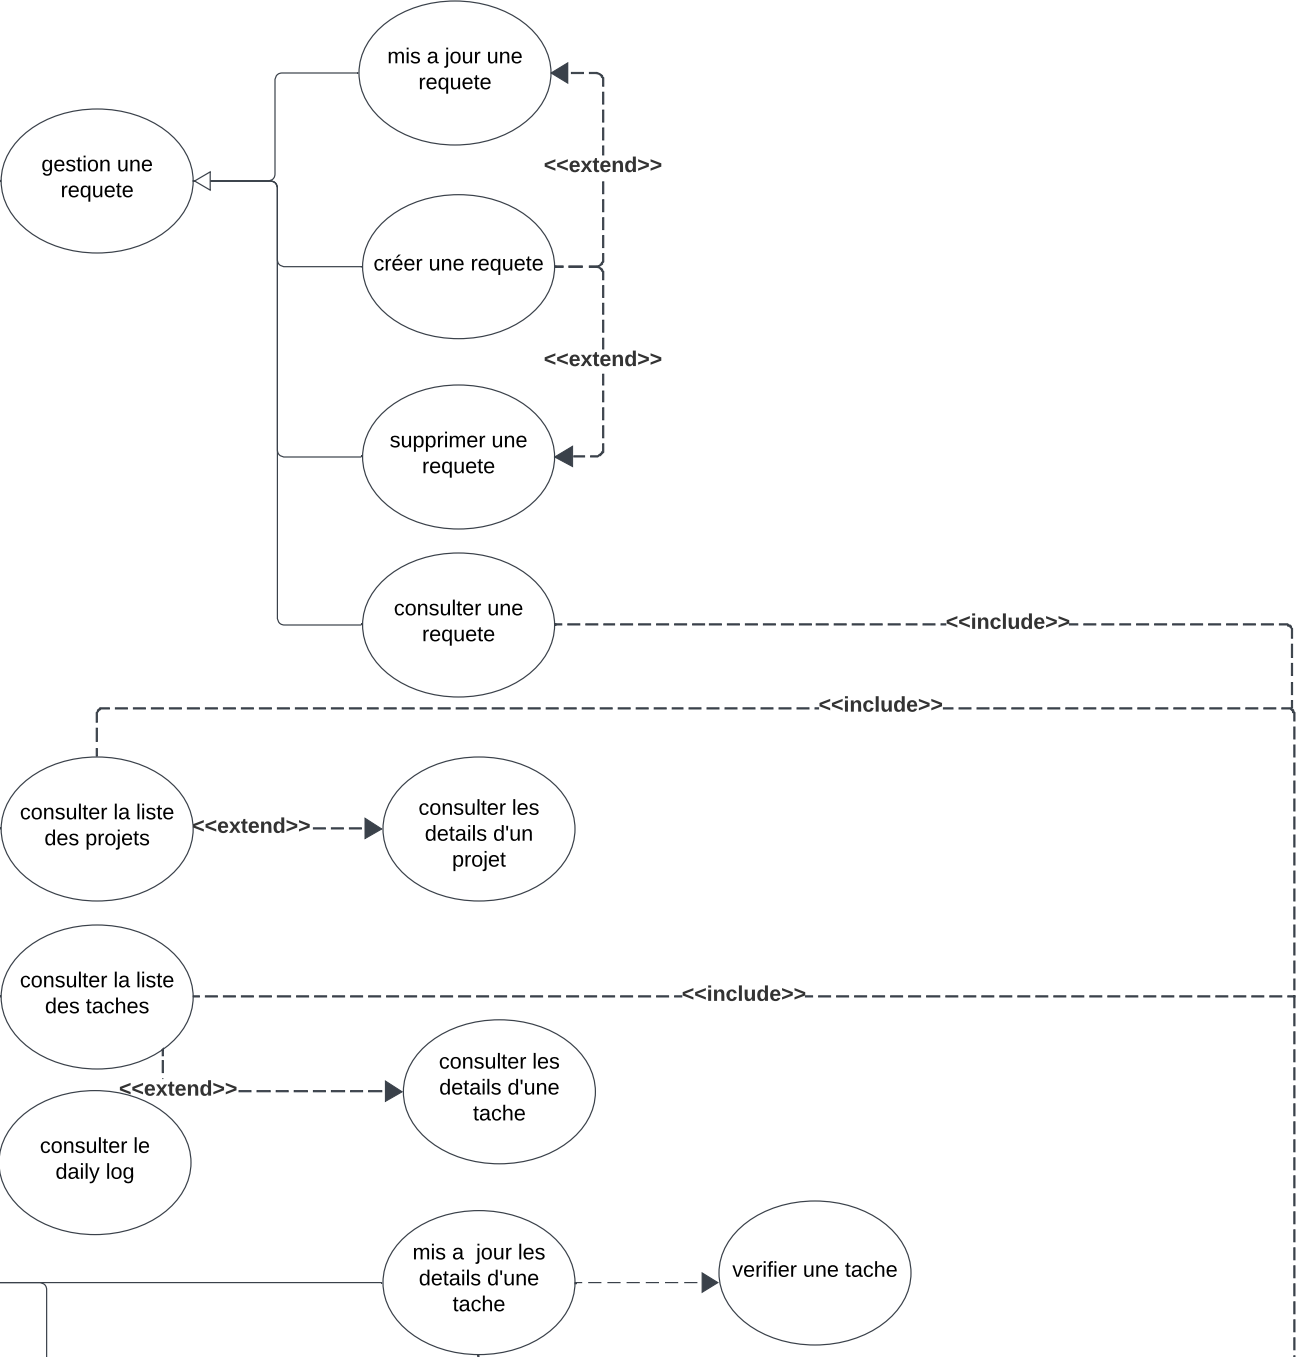 mis a jour une
requete
gestion une
requete
<<extend>>
créer une requete
<<extend>>
supprimer une
requete
consulter une
requete
<<include>>
<<include>>
consulter la liste
des projets
<<extend>>
consulter les
details d'un
projet
consulter la liste
des taches
<<include>>
<<extend>>
consulter les
details d'une
tache
consulter le
daily log
mis a  jour les
details d'une
tache
verifier une tache